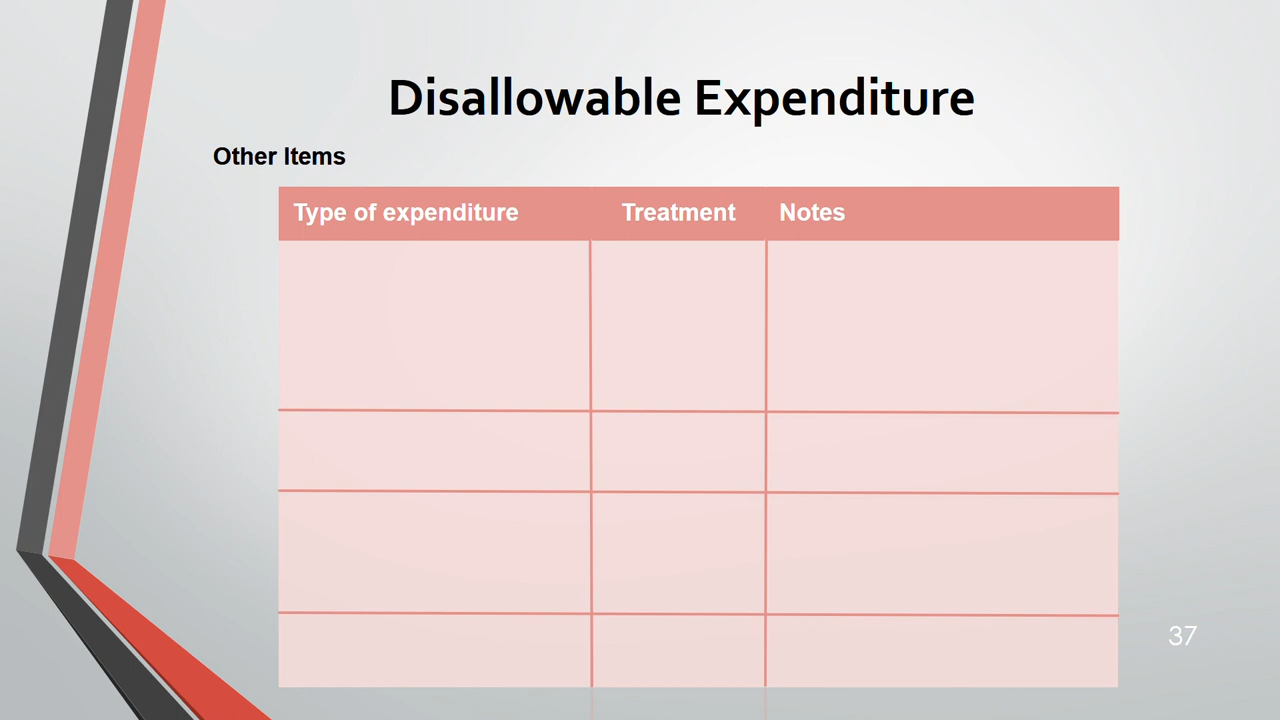 Disallowable Expenditure
Other Items
Type of expenditure Treatment Notes
37